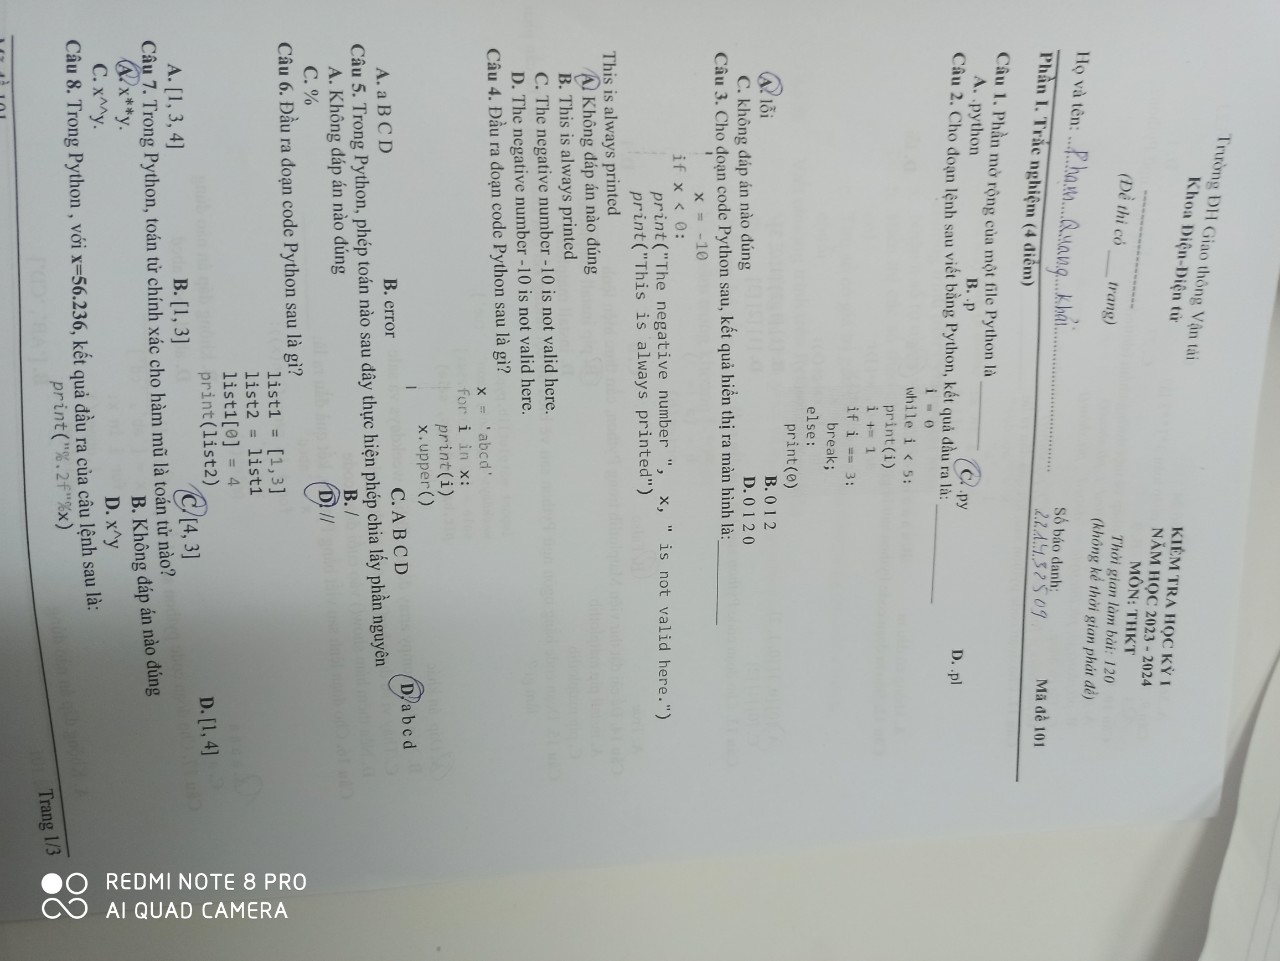 Trường ĐH Giao thông Vận tải
Khoa Điện-Điện tử
(Đề thi có ___ trang)
KIỂM TRA HỌC KỲ I
NĂM HỌC 2023 - 2024
MÔN: THKT
Thời gian làm bài: 120
(không kể thời gian phát đề)
Họ và tên: Phạm Quang Khải
Số báo danh:
Mã đề 101
Phần I. Trắc nghiệm (4 điểm)
Câu 1. Phần mở rộng của một file Python là
A. .python B. .p C. .py D. .pl
Câu 2. Cho đoạn lệnh sau viết bằng Python, kết quả đầu ra là:
i = 0
while i < 5:
print(i)
i += 1
if i == 3:
break;
else:
print(0)
A. lỗi B. 0 1 2
C. không đáp án nào đúng D. 0 1 2 0
Câu 3. Cho đoạn code Python sau, kết quả hiển thị ra màn hình là:
x = -10
if x < 0:
print("The negative number ", x, " is not valid here.")
print("This is always printed")
This is always printed
A. Không đáp án nào đúng
B. This is always printed
C. The negative number -10 is not valid here.
D. The negative number -10 is not valid here.
Câu 4. Đầu ra đoạn code Python sau là gì?
x = 'abcd'
for i in x:
print(i)
x.upper()
A. a B C D B. error C. A B C D D. a b c d
Câu 5. Trong Python, phép toán nào sau đây thực hiện phép chia lấy phần nguyên
A. Không đáp án nào đúng B. /
C. % D. //
Câu 6. Đầu ra đoạn code Python sau là gì?
list1 = [1,3]
list2 = list1
list1[0] = 4
print(list2)
A. [1, 3, 4] B. [1, 3] C. [4, 3] D. [1, 4]
Câu 7. Trong Python, toán tử chính xác cho hàm mũ là toán tử nào?
A. x**y. B. Không đáp án nào đúng
C. x^^y. D. x^y
Câu 8. Trong Python , với x=56.236, kết quả đầu ra của câu lệnh sau là:
print("%.2f"%x)
Trang 1/3
REDMI NOTE 8 PRO
AI QUAD CAMERA